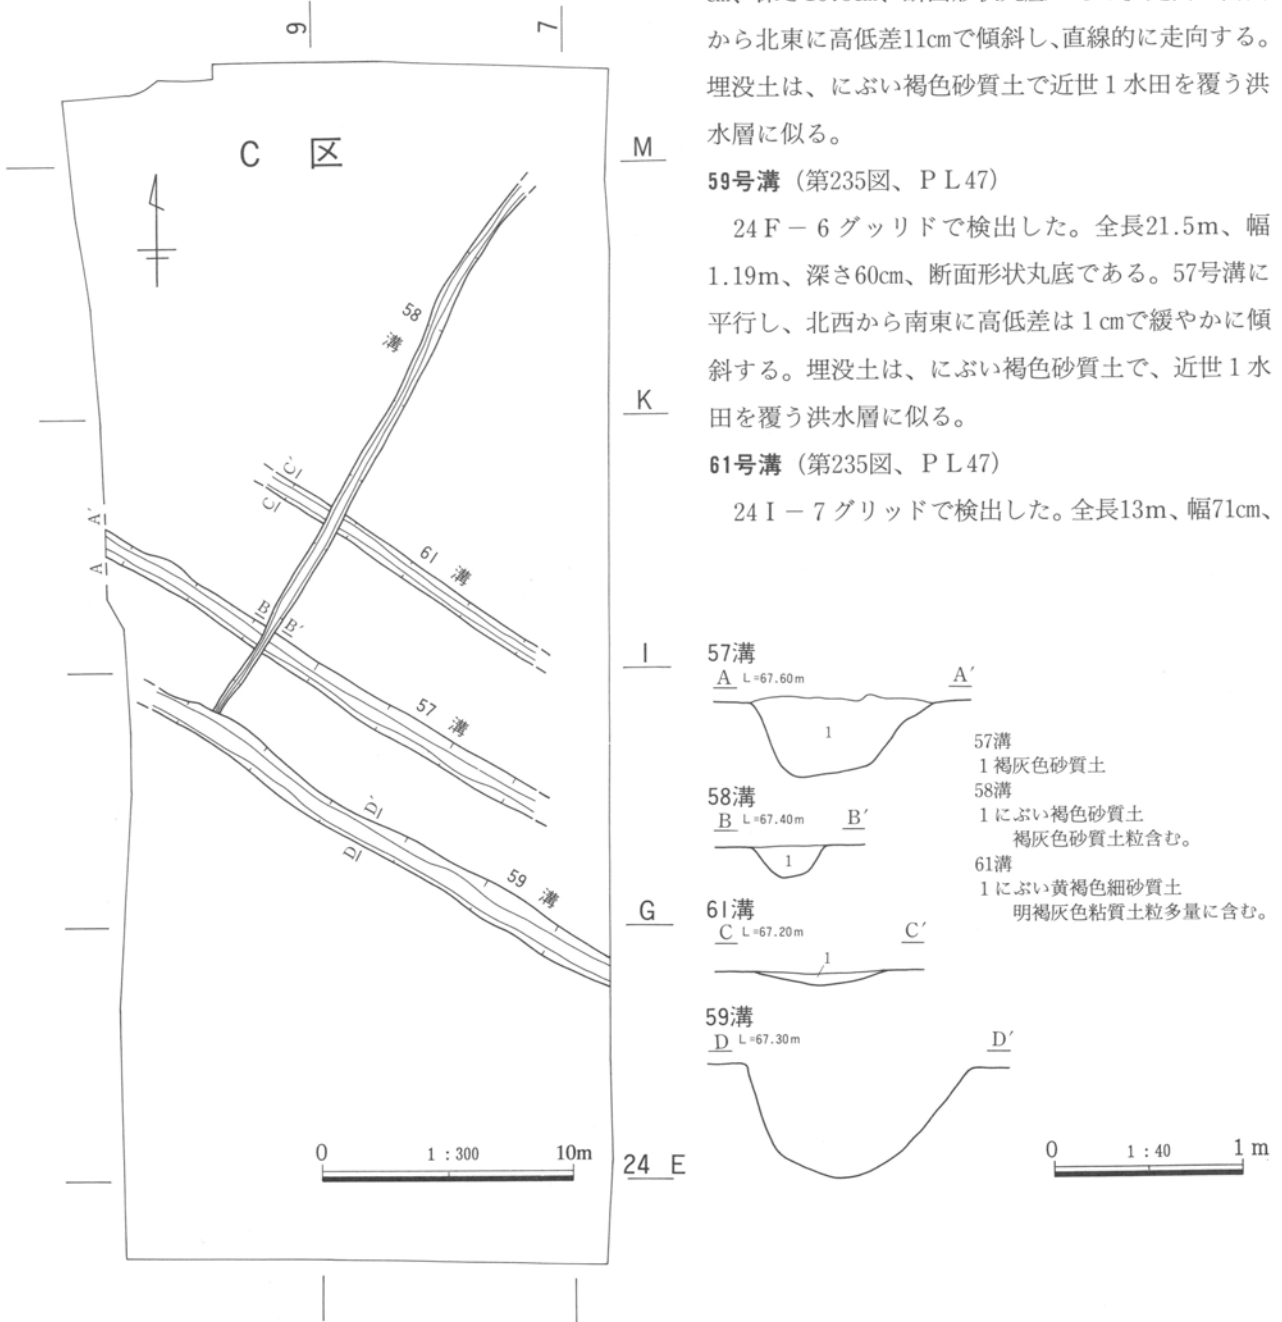 から北東に高低差11cmで傾斜し、直線的に走向する。
埋没土は、にぶい褐色砂質土で近世1水田を覆う洪
水層に似る。
59号溝（第235図、PL47）
24F－6グッリドで検出した。全長21.5m、幅
1.19m、深さ60cm、断面形状丸底である。57号溝に
平行し、北西から南東に高低差は1cmで緩やかに傾
斜する。埋没土は、にぶい褐色砂質土で、近世1水
田を覆う洪水層に似る。
61号溝（第235図、PL47）
24I－7グリッドで検出した。全長13m、幅71cm、
9
7
C 区
M
K
I
G
24 E
58 溝
61 溝
57 溝
59 溝
A
A′
B
B′
C
C′
D
D′
0 1：300 10m
57溝
A L=67.60m A′
1
58溝
B L=67.40m B′
1
61溝
C L=67.20m C′
1
59溝
D L=67.30m D′
57溝
1 褐灰色砂質土
58溝
1 にぶい褐色砂質土
褐灰色砂質土粒含む。
61溝
1 にぶい黄褐色細砂質土
明褐灰色粘質土粒多量に含む。
0 1：40 1m